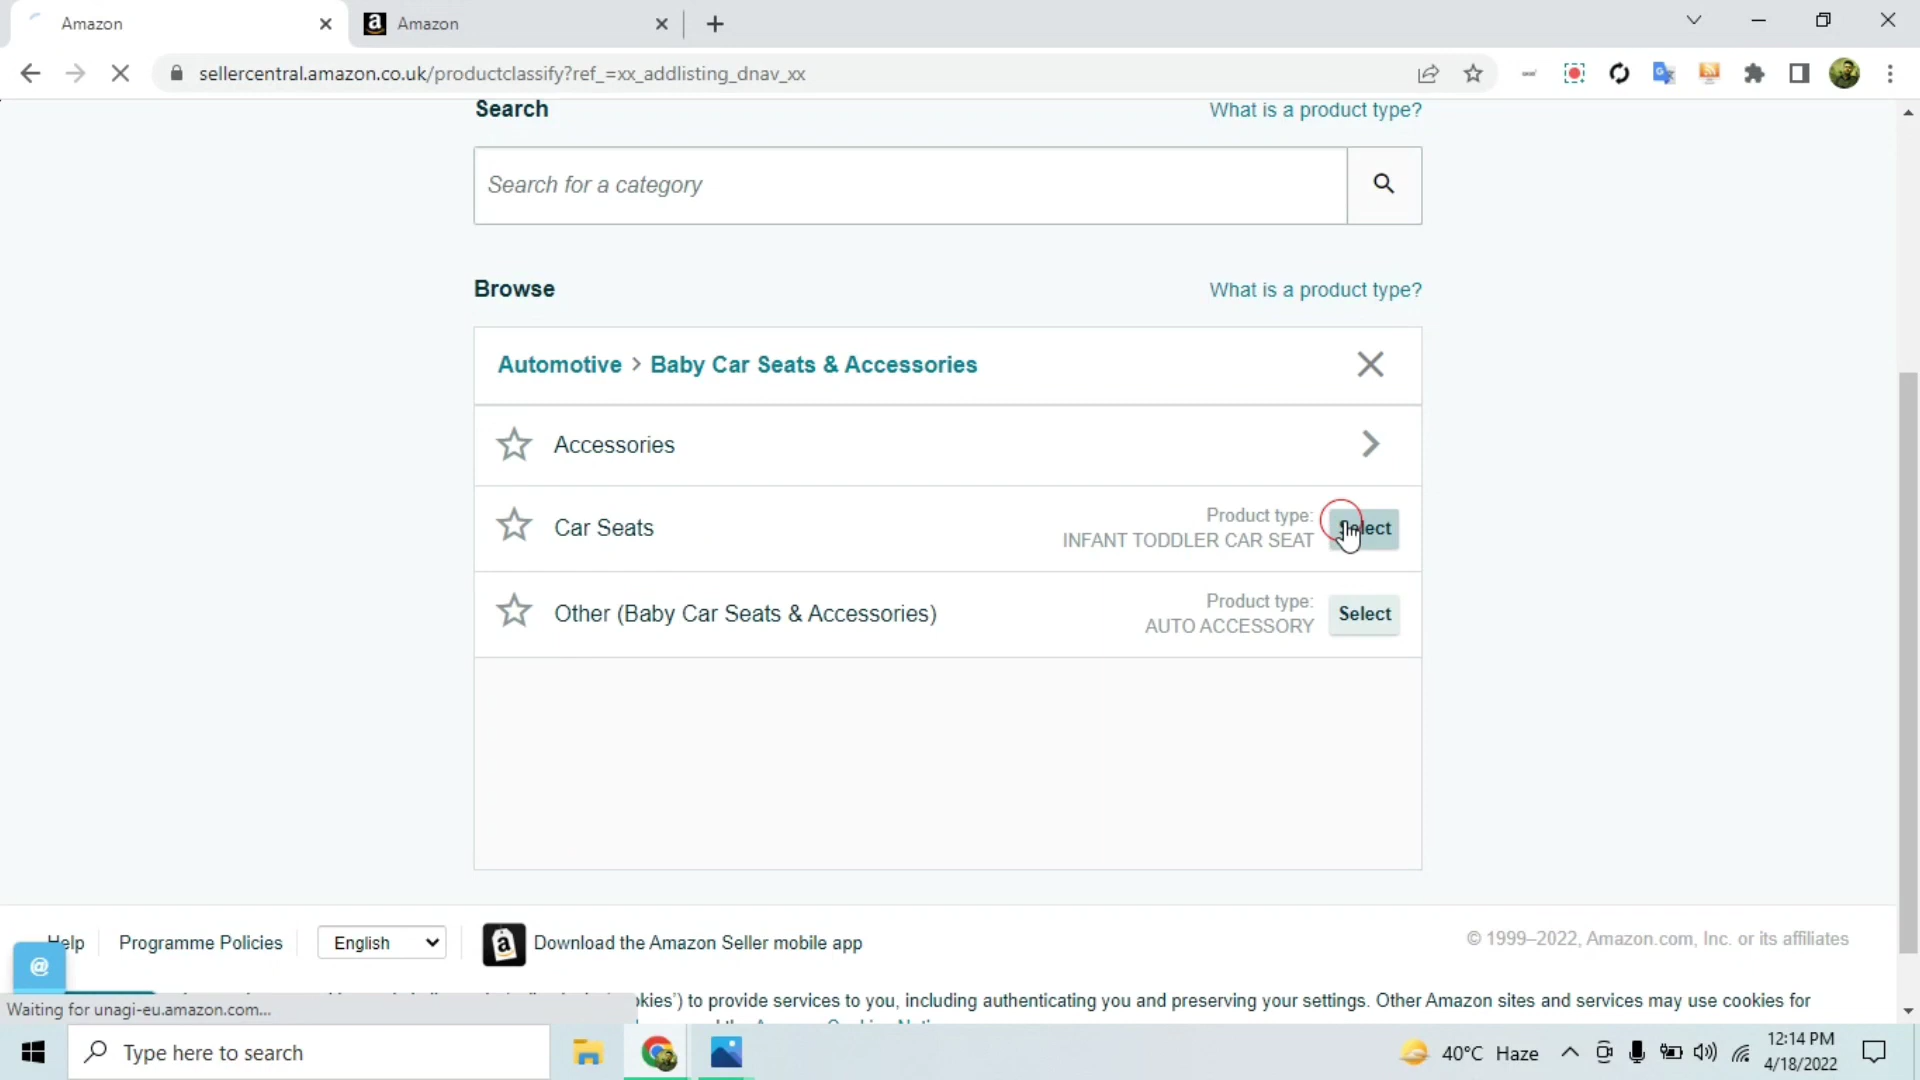 Amazon
Amazon
sellercentral.amazon.co.uk/productclassify?ref_=xx_addlisting_dnav_xx
Search
What is a product type?
Search for a category
Browse
What is a product type?
Automotive > Baby Car Seats & Accessories
Accessories
Car Seats
Product type:
INFANT TODDLER CAR SEAT
Select
Other (Baby Car Seats & Accessories)
Product type:
AUTO ACCESSORY
Select
Help
Programme Policies
English
Download the Amazon Seller mobile app
© 1999–2022, Amazon.com, Inc. or its affiliates
okies') to provide services to you, including authenticating you and preserving your settings. Other Amazon sites and services may use cookies for
Waiting for unagi-eu.amazon.com...
Type here to search
40°C Haze
12:14 PM
4/18/2022